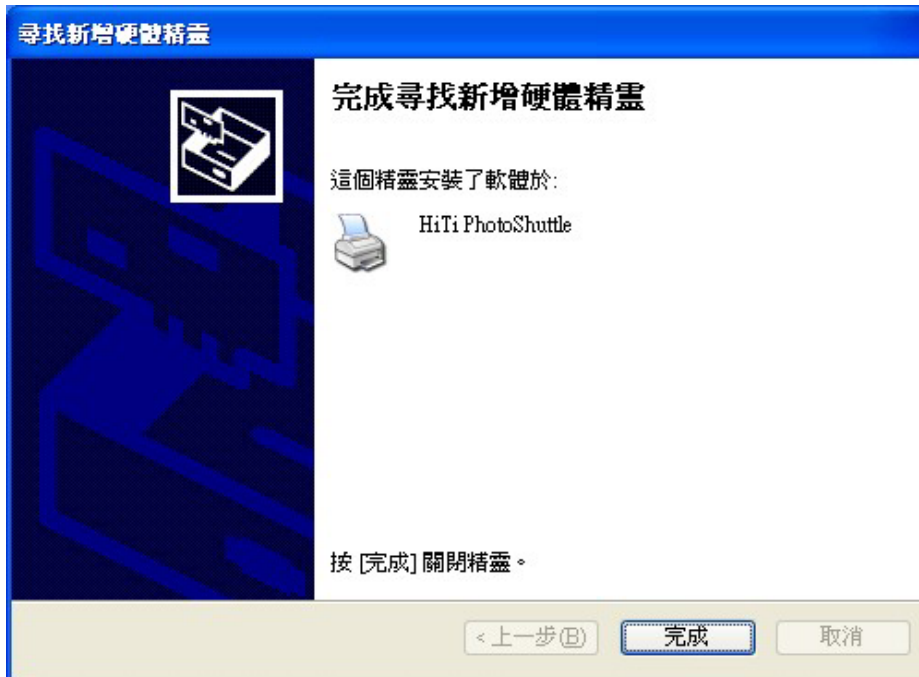 尋找新增硬體精靈
完成尋找新增硬體精靈
這個精靈安裝了軟體於:
HiTi PhotoShuttle
按 [完成] 關閉精靈。
<上一步(B)
完成
取消